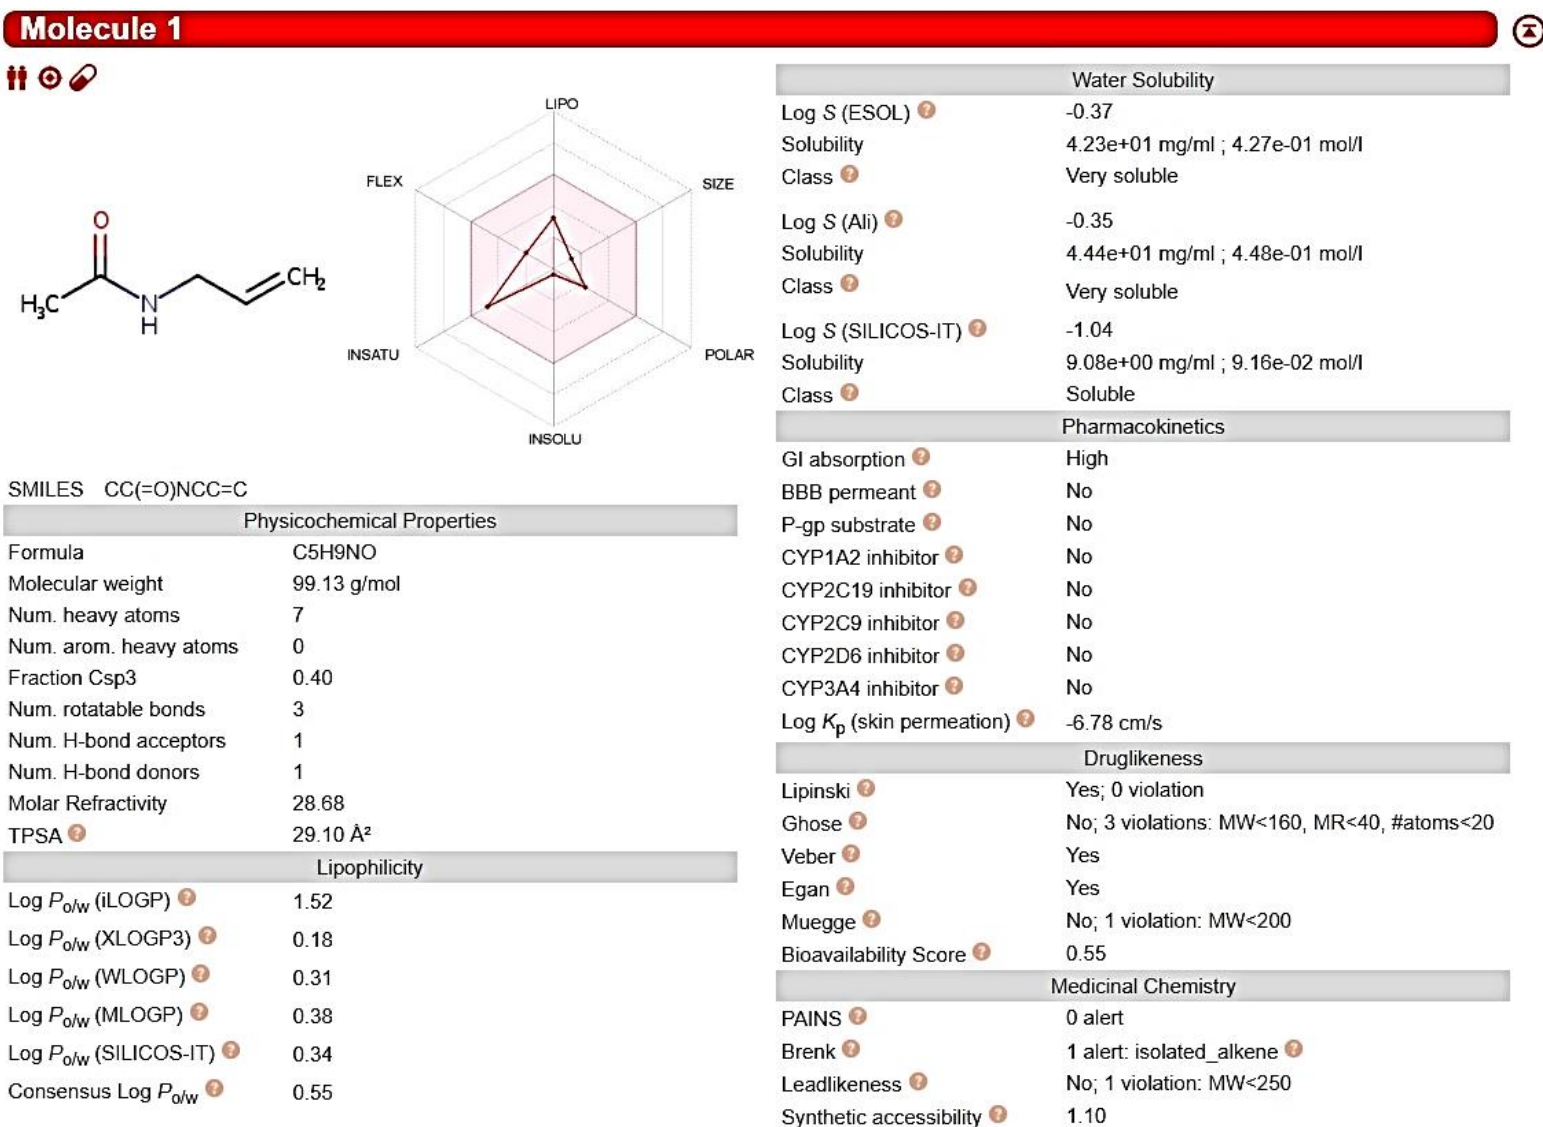 Molecule 1
LIPO
FLEX
SIZE
O
H3C
N
H
CH2
INSATU
POLAR
INSOLU
SMILES CC(=O)NCC=C
Physicochemical Properties
Formula C5H9NO
Molecular weight 99.13 g/mol
Num. heavy atoms 7
Num. arom. heavy atoms 0
Fraction Csp3 0.40
Num. rotatable bonds 3
Num. H-bond acceptors 1
Num. H-bond donors 1
Molar Refractivity 28.68
TPSA ? 29.10 Å²
Lipophilicity
Log Po/w (iLOGP) ? 1.52
Log Po/w (XLOGP3) ? 0.18
Log Po/w (WLOGP) ? 0.31
Log Po/w (MLOGP) ? 0.38
Log Po/w (SILICOS-IT) ? 0.34
Consensus Log Po/w ? 0.55
Water Solubility
Log S (ESOL) ? -0.37
Solubility 4.23e+01 mg/ml ; 4.27e-01 mol/l
Class ? Very soluble
Log S (Ali) ? -0.35
Solubility 4.44e+01 mg/ml ; 4.48e-01 mol/l
Class ? Very soluble
Log S (SILICOS-IT) ? -1.04
Solubility 9.08e+00 mg/ml ; 9.16e-02 mol/l
Class ? Soluble
Pharmacokinetics
GI absorption ? High
BBB permeant ? No
P-gp substrate ? No
CYP1A2 inhibitor ? No
CYP2C19 inhibitor ? No
CYP2C9 inhibitor ? No
CYP2D6 inhibitor ? No
CYP3A4 inhibitor ? No
Log Kp (skin permeation) ? -6.78 cm/s
Druglikeness
Lipinski ? Yes; 0 violation
Ghose ? No; 3 violations: MW<160, MR<40, #atoms<20
Veber ? Yes
Egan ? Yes
Muegge ? No; 1 violation: MW<200
Bioavailability Score ? 0.55
Medicinal Chemistry
PAINS ? 0 alert
Brenk ? 1 alert: isolated_alkene ?
Leadlikeness ? No; 1 violation: MW<250
Synthetic accessibility ? 1.10